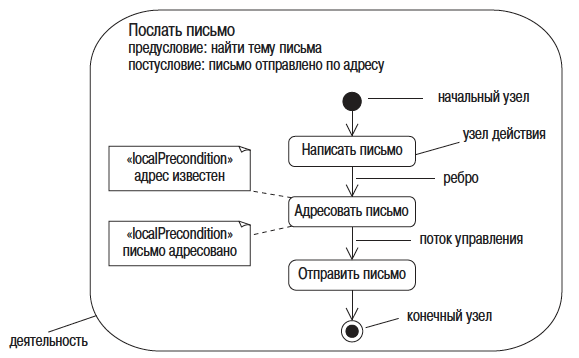 Послать письмо
предусловие: найти тему письма
постусловие: письмо отправлено по адресу
начальный узел
узел действия
Написать письмо
«localPrecondition»
адрес известен
ребро
Адресовать письмо
«localPrecondition»
письмо адресовано
поток управления
Отправить письмо
конечный узел
деятельность